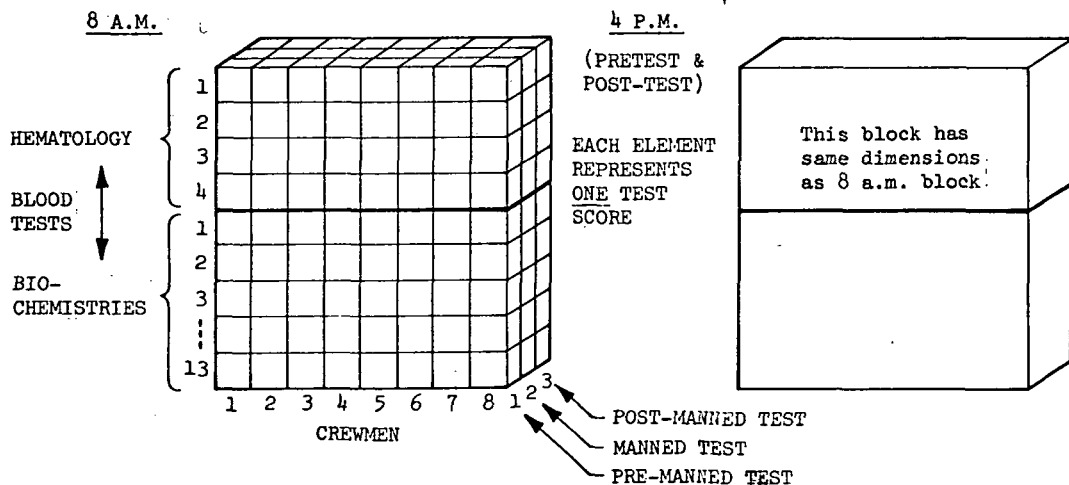 8 A.M.
4 P.M.
(PRETEST &
POST-TEST)
HEMATOLOGY
BLOOD
TESTS
BIO-
CHEMISTRIES
1
2
3
4
1
2
3
13
EACH ELEMENT
REPRESENTS
ONE TEST
SCORE
This block has
same dimensions
as 8 a.m. block
1 2 3 4 5 6 7 8
CREWMEN
1 2 3
POST-MANNED TEST
MANNED TEST
PRE-MANNED TEST